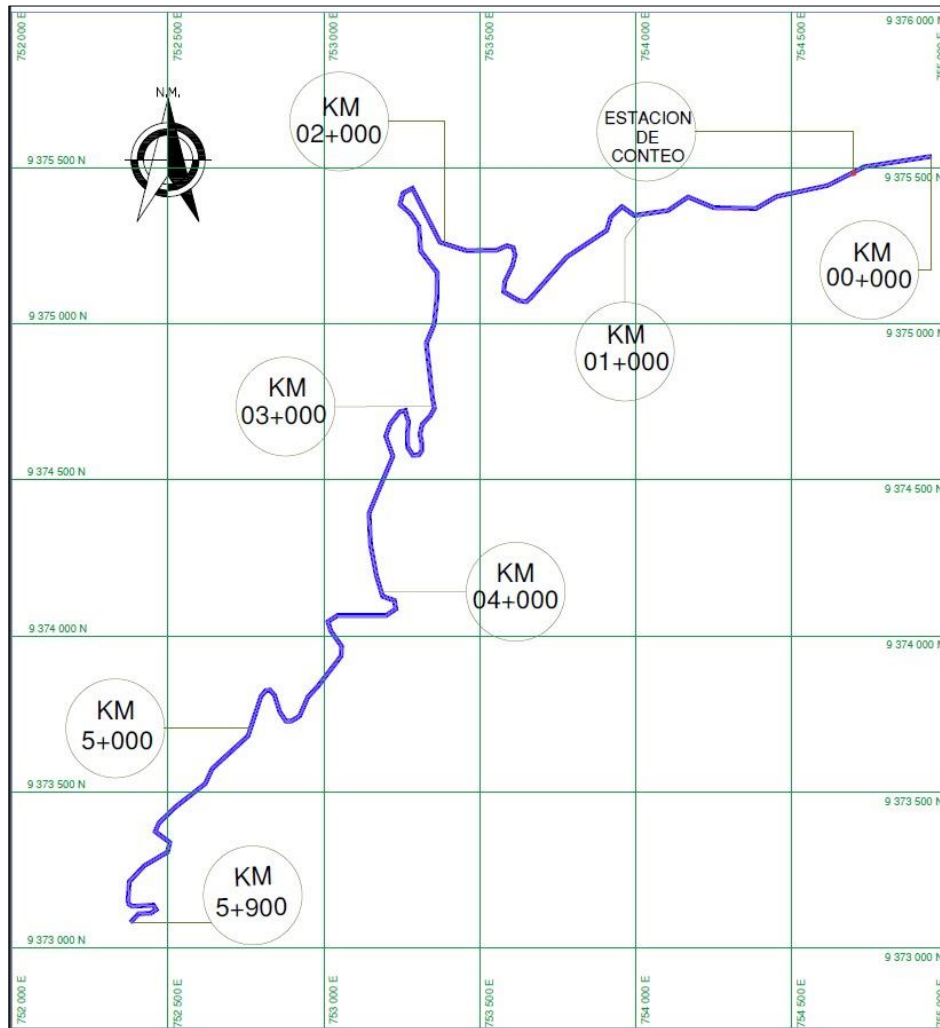 752 000 E
752 500 E
753 000 E
753 500 E
754 000 E
754 500 E
9 376 000 N
N.M.
KM
02+000
ESTACION
DE
CONTEO
9 375 500 N
9 375 500 N
KM
00+000
9 375 000 N
9 375 000 N
KM
01+000
KM
03+000
9 374 500 N
9 374 500 N
KM
04+000
9 374 000 N
9 374 000 N
KM
5+000
9 373 500 N
9 373 500 N
KM
5+900
9 373 000 N
9 373 000 N
752 000 E
752 500 E
753 000 E
753 500 E
754 000 E
754 500 E